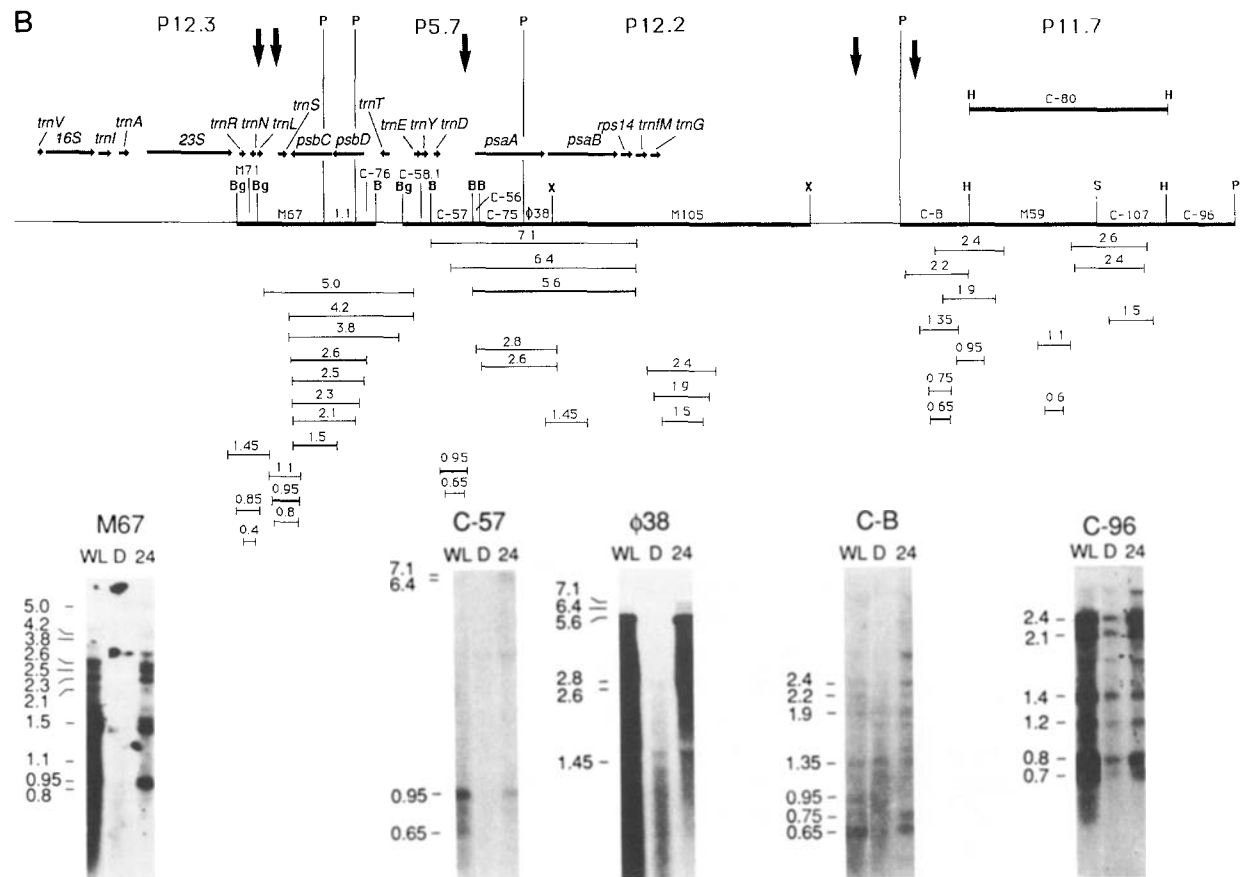 B
P12.3 P5.7 P12.2 P11.7
P P P P
H C-80 H
trnV 16S trnI trnA 23S trnR trnN trnL trnS psbC psbD trnT trnE trnY trnD psaA psaB rps14 trnfM trnG
M71 C-76 C-58.1 C-56
Bg Bg B Bg B BB X X H S H P
M67 1.1 C-57 C-75 ϕ38 M105 C-B M59 C-107 C-96
7.1 2.4 2.6
6.4 2.2 2.4
5.0 5.6 1.9
4.2 1.5
3.8 1.35
2.8 1.1
2.6 2.6 0.95
2.5 2.4
2.3 1.9 0.75
2.1 1.45 1.5 0.65 0.6
1.5
1.45
1.1 0.95
0.85 0.95 0.65
0.4 0.8
M67 C-57 ϕ38 C-B C-96
WL D 24 WL D 24 WL D 24 WL D 24 WL D 24
5.0
4.2
3.8
2.6
2.5
2.3
2.1
1.5
1.1
0.95
0.8
7.1
6.4
0.95
0.65
7.1
6.4
5.6
2.8
2.6
1.45
2.4
2.2
1.9
1.35
0.95
0.75
0.65
2.4
2.1
1.4
1.2
0.8
0.7